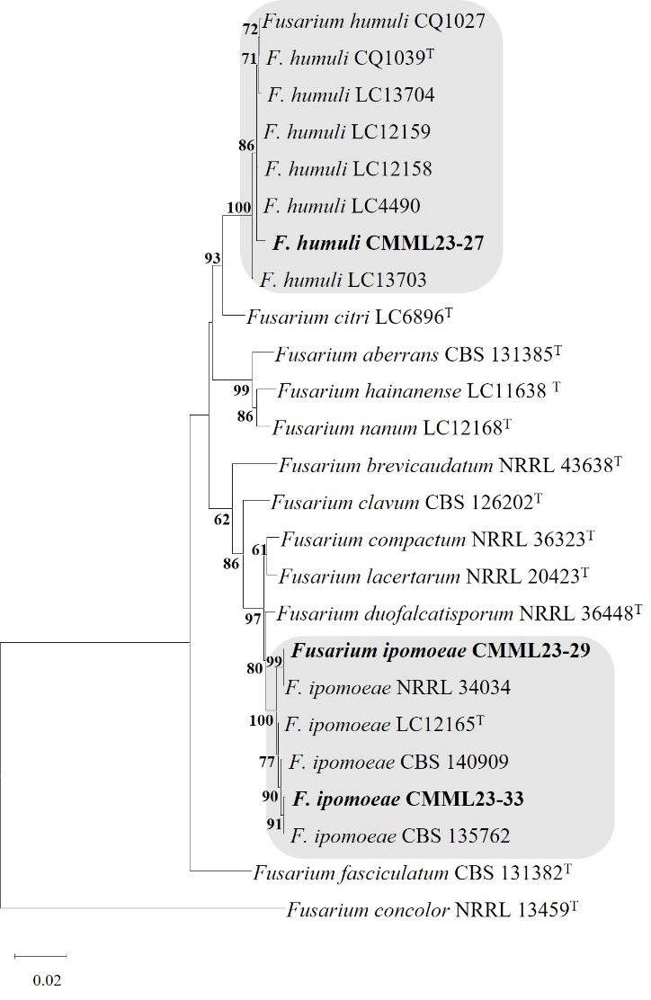 72
Fusarium humuli CQ1027
71
F. humuli CQ1039T
F. humuli LC13704
F. humuli LC12159
86
F. humuli LC12158
100
F. humuli LC4490
F. humuli CMML23-27
93
F. humuli LC13703
Fusarium citri LC6896T
Fusarium aberrans CBS 131385T
99
Fusarium hainanense LC11638 T
86
Fusarium nanum LC12168T
Fusarium brevicaudatum NRRL 43638T
62
Fusarium clavum CBS 126202T
86
61
Fusarium compactum NRRL 36323T
Fusarium lacertarum NRRL 20423T
97
Fusarium duofalcatisporum NRRL 36448T
80
99
Fusarium ipomoeae CMML23-29
F. ipomoeae NRRL 34034
100
F. ipomoeae LC12165T
77
F. ipomoeae CBS 140909
90
F. ipomoeae CMML23-33
91
F. ipomoeae CBS 135762
Fusarium fasciculatum CBS 131382T
Fusarium concolor NRRL 13459T
0.02